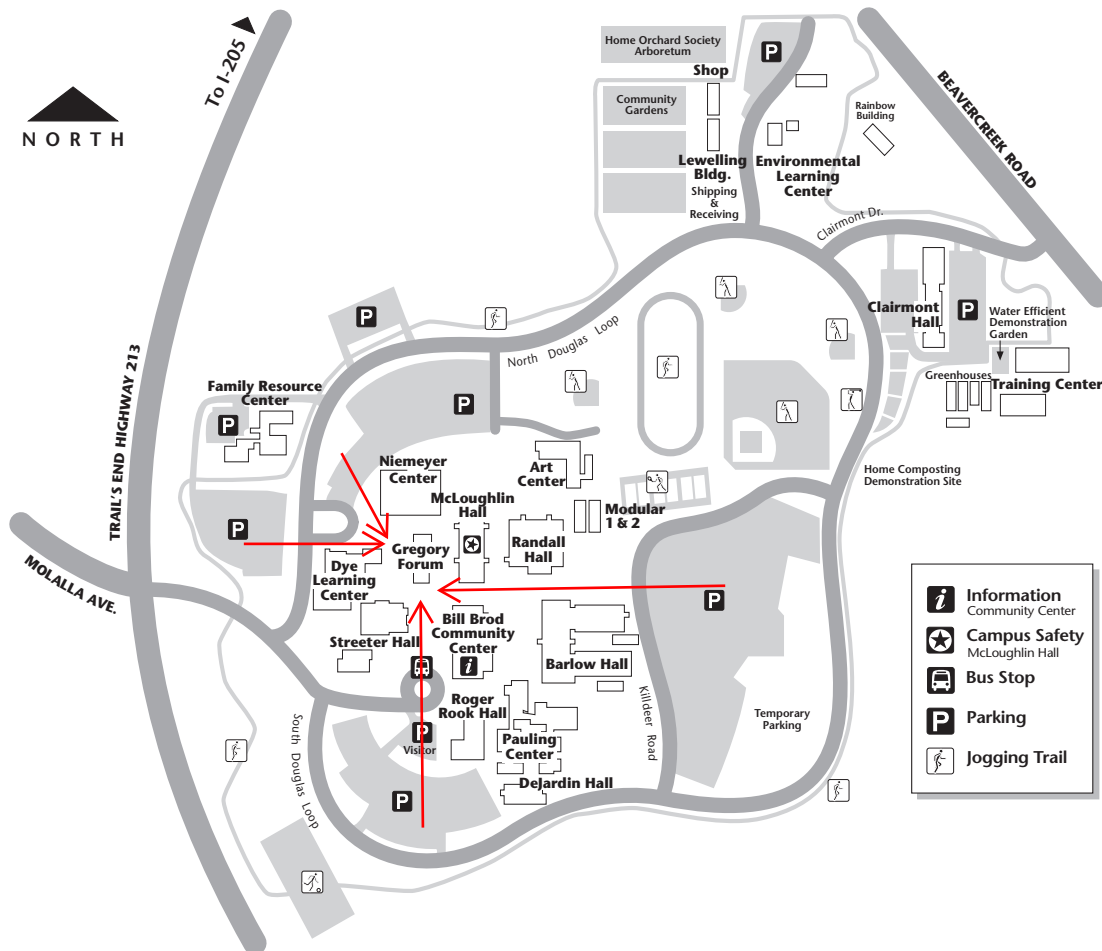 To I-205
NORTH
Home Orchard Society
Arboretum
P
Shop
Community
Gardens
Rainbow
Building
BEAVERCREEK ROAD
Lewelling
Bldg.
Shipping
&
Receiving
Environmental
Learning
Center
Clairmont Dr.
Clairmont
Hall
P
Water Efficient
Demonstration
Garden
Greenhouses
Training Center
P
North Douglas Loop
TRAIL'S END HIGHWAY 213
Family Resource
Center
P
P
Niemeyer
Center
Art
Center
McLoughlin
Hall
Home Composting
Demonstration Site
Modular
1 & 2
P
Gregory
Forum
Randall
Hall
Dye
Learning
Center
MOLALLA AVE.
P
Bill Brod
Community
Center
Streeter Hall
i
Barlow Hall
Roger
Rook Hall
Killdeer Road
Temporary
Parking
South Douglas Loop
P
Visitor
Pauling
Center
DeJardin Hall
P
i Information
Community Center
Campus Safety
McLoughlin Hall
Bus Stop
P Parking
Jogging Trail